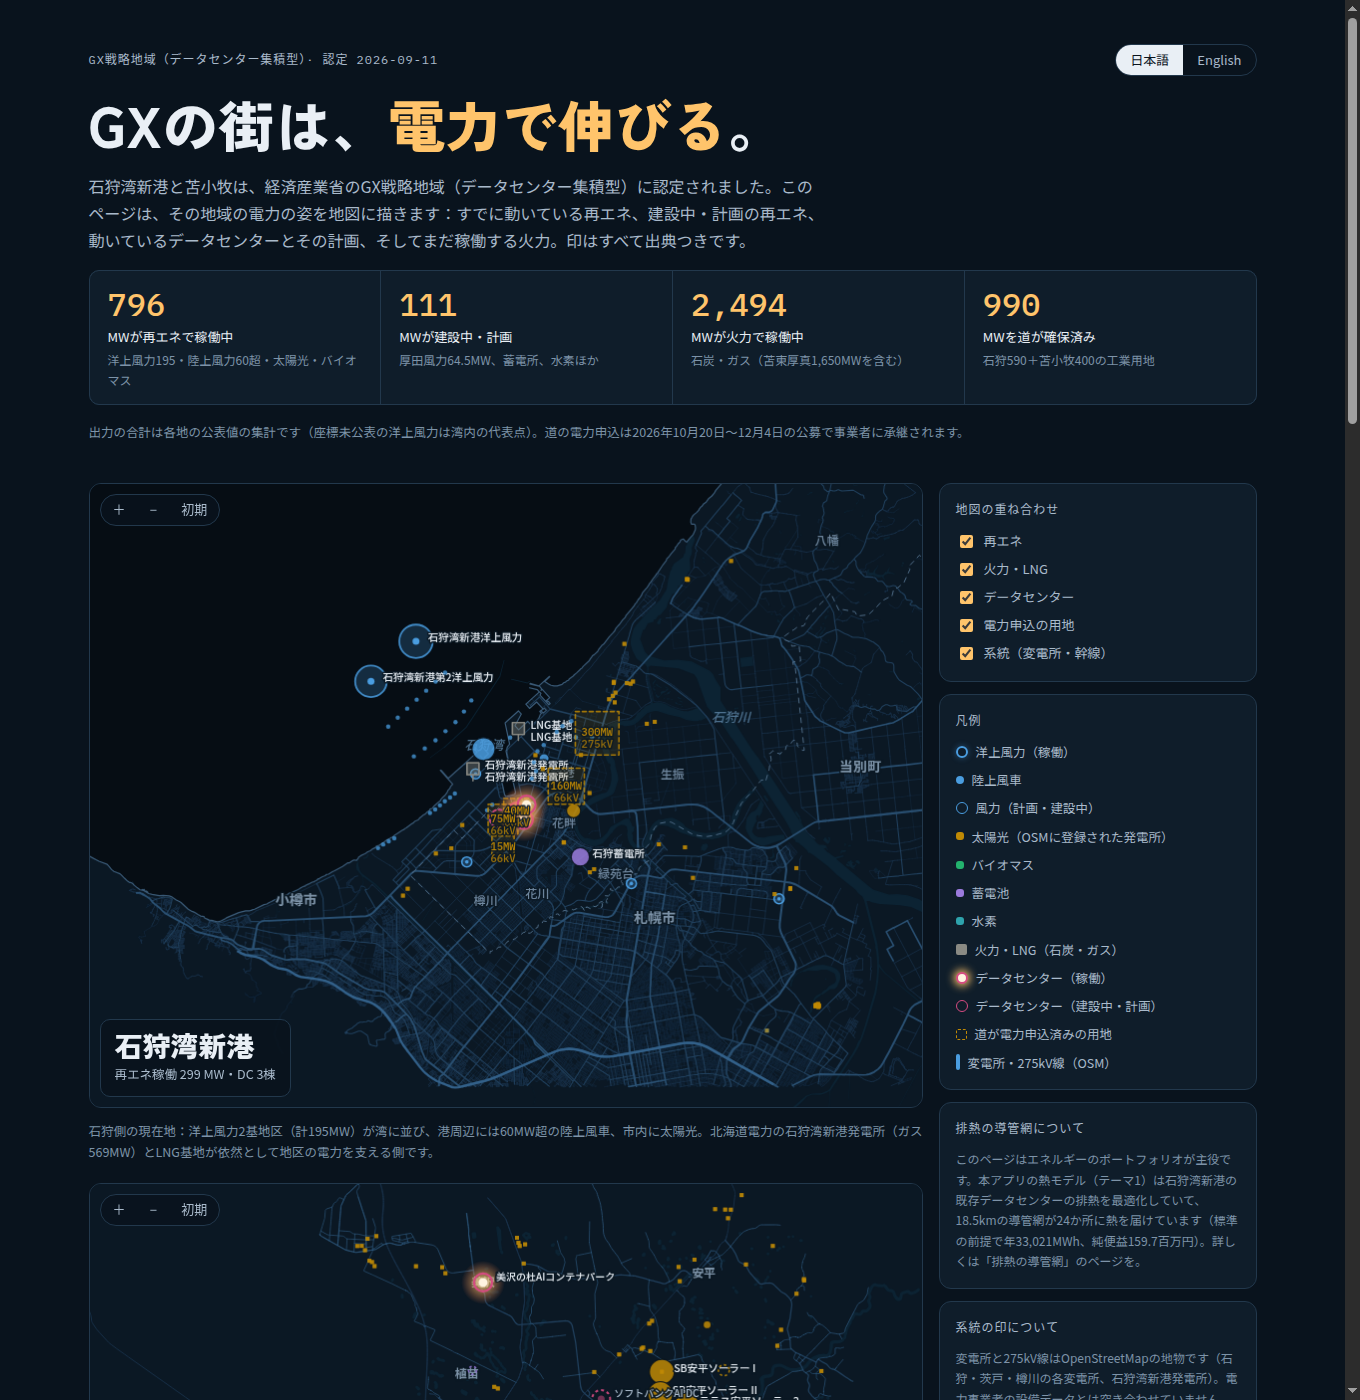 GX戦略地域（データセンター集積型）· 認定 2026-09-11
日本語
English
GXの街は、電力で伸びる。
石狩湾新港と苫小牧は、経済産業省のGX戦略地域（データセンター集積型）に認定されました。この
ページは、その地域の電力の姿を地図に描きます：すでに動いている再エネ、建設中・計画の再エネ、
動いているデータセンターとその計画、そしてまだ稼働する火力。印はすべて出典つきです。
796
MWが再エネで稼働中
洋上風力195・陸上風力60超・太陽光・バイオ
マス
111
MWが建設中・計画
厚田風力64.5MW、蓄電所、水素ほか
2,494
MWが火力で稼働中
石炭・ガス（苫東厚真1,650MWを含む）
990
MWを道が確保済み
石狩590＋苫小牧400の工業用地
出力の合計は各地の公表値の集計です（座標未公表の洋上風力は湾内の代表点）。道の電力申込は2026年10月20日〜12月4日の公募で事業者に承継されます。
＋ － 初期
八幡
石狩湾新港洋上風力
石狩湾新港第2洋上風力
石狩川
LNG基地
LNG基地
300MW
275kV
石狩湾新港発電所
石狩湾新港発電所
生振
当別町
160MW
66kV
40MW
75MW
66kV
花畔
15MW
66kV
石狩蓄電所
緑苑台
小樽市
樽川
花川
札幌市
石狩湾新港
再エネ稼働 299 MW・DC 3棟
石狩側の現在地：洋上風力2基地区（計195MW）が湾に並び、港周辺には60MW超の陸上風車、市内に太陽光。北海道電力の石狩湾新港発電所（ガス
569MW）とLNG基地が依然として地区の電力を支える側です。
＋ － 初期
美沢の杜AIコンテナパーク
安平
植苗
SB安平ソーラーⅠ
地図の重ね合わせ
再エネ
火力・LNG
データセンター
電力申込の用地
系統（変電所・幹線）
凡例
洋上風力（稼働）
陸上風車
風力（計画・建設中）
太陽光（OSMに登録された発電所）
バイオマス
蓄電池
水素
火力・LNG（石炭・ガス）
データセンター（稼働）
データセンター（建設中・計画）
道が電力申込済みの用地
変電所・275kV線（OSM）
排熱の導管網について
このページはエネルギーのポートフォリオが主役で
す。本アプリの熱モデル（テーマ1）は石狩湾新港の
既存データセンターの排熱を最適化していて、
18.5kmの導管網が24か所に熱を届けています（標準
の前提で年33,021MWh、純便益159.7百万円）。詳し
くは「排熱の導管網」のページを。
系統の印について
変電所と275kV線はOpenStreetMapの地物です（石
狩・茨戸・樽川の各変電所、石狩湾新港発電所）。電
力事業者の設備データとは突き合わせていません。